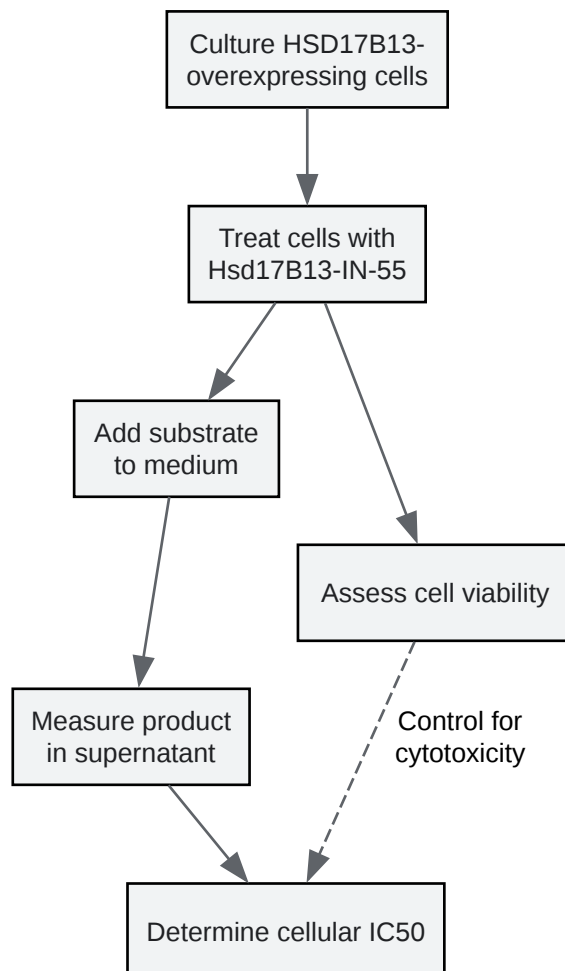 Culture HSD17B13-
overexpressing cells
Treat cells with
Hsd17B13-IN-55
Add substrate
to medium
Assess cell viability
Measure product
in supernatant
Control for
cytotoxicity
Determine cellular IC50